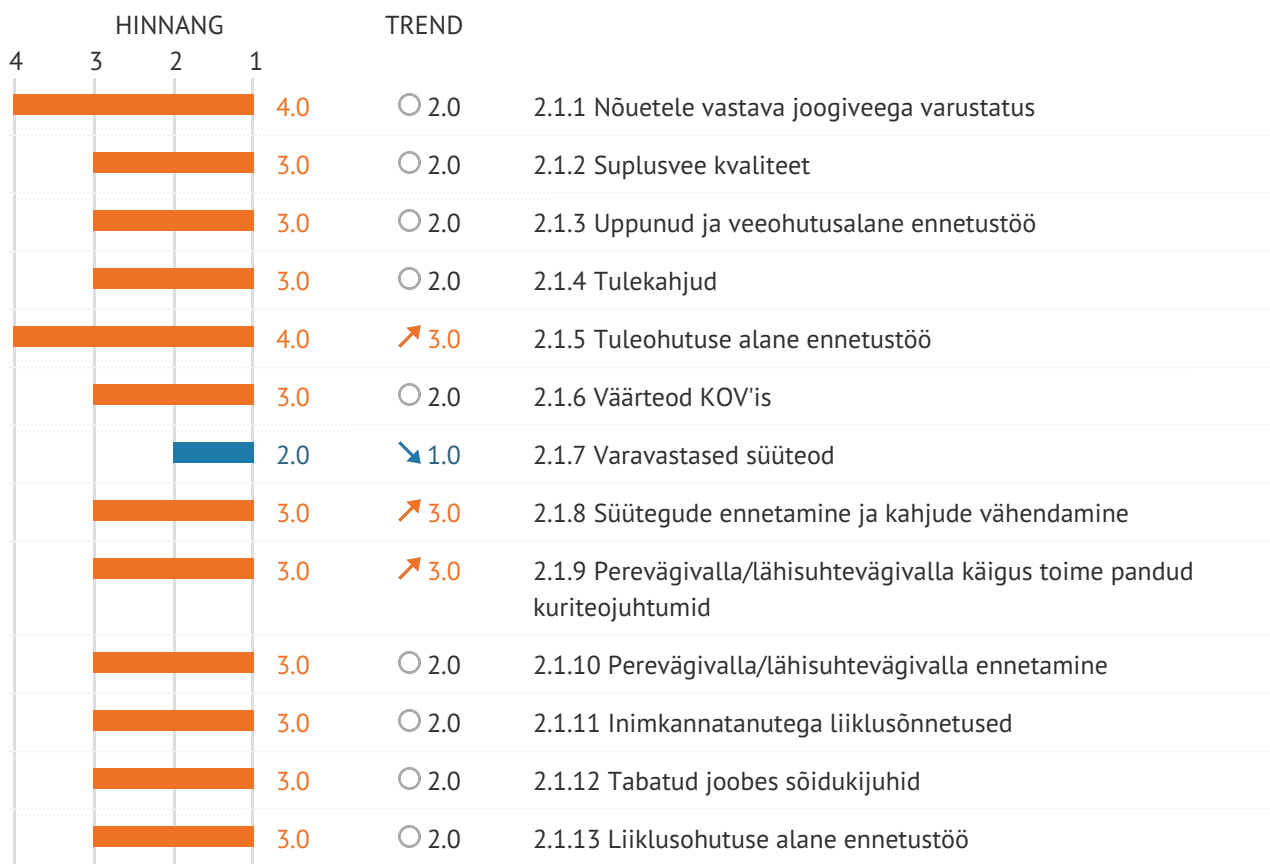 HINNANG TREND
4 3 2 1
4.0 2.0 2.1.1 Nõuetele vastava joogiveega varustatus
3.0 2.0 2.1.2 Suplusvee kvaliteet
3.0 2.0 2.1.3 Uppunud ja veeohutusalane ennetustöö
3.0 2.0 2.1.4 Tulekahjud
4.0 3.0 2.1.5 Tuleohutuse alane ennetustöö
3.0 2.0 2.1.6 Väärteod KOV'is
2.0 1.0 2.1.7 Varavastased süüteod
3.0 3.0 2.1.8 Süütegude ennetamine ja kahjude vähendamine
3.0 3.0 2.1.9 Perevägivalla/lähisuhtevägivalla käigus toime pandud
kuriteojuhtumid
3.0 2.0 2.1.10 Perevägivalla/lähisuhtevägivalla ennetamine
3.0 2.0 2.1.11 Inimkannatanutega liiklusõnnetused
3.0 2.0 2.1.12 Tabatud joobes sõidukijuhid
3.0 2.0 2.1.13 Liiklusohutuse alane ennetustöö